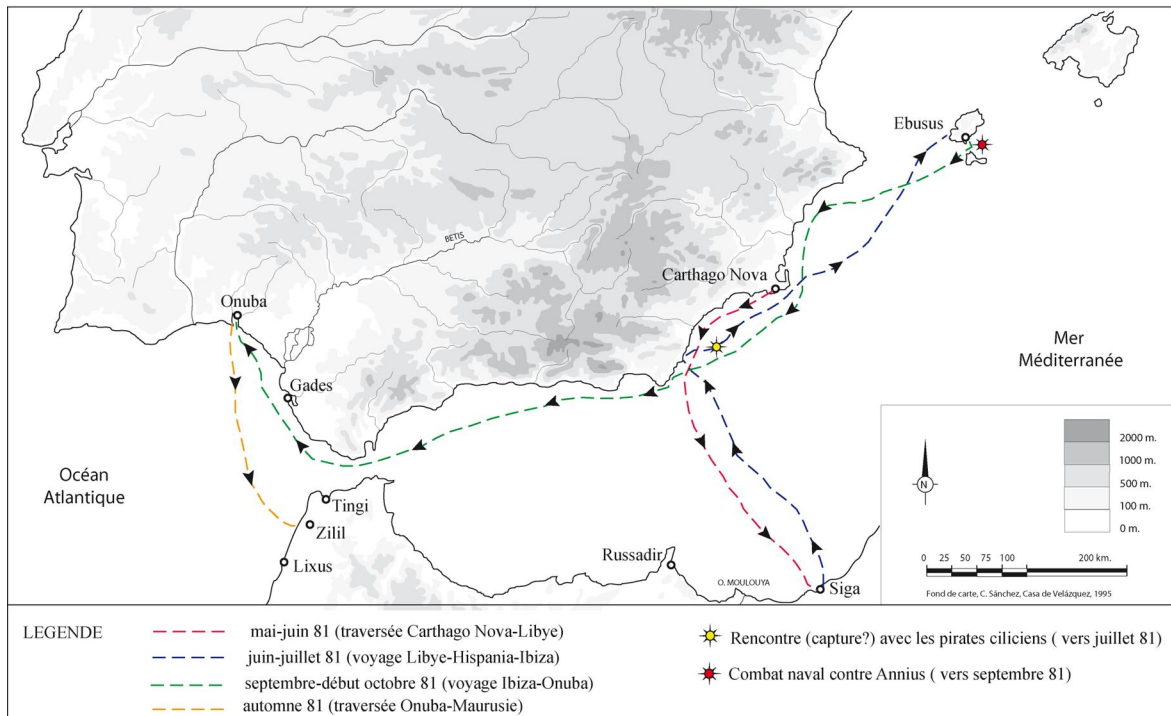 Ebusus
BETIS
Carthago Nova
Onuba
Mer
Méditerranée
Gades
2000 m.
1000 m.
500 m.
100 m.
0 m.
Océan
Atlantique
N
Tingi
Zilil
Lixus
Russadir
O. MOULOUYA
Siga
0 25 50 75 100 200 km.
Fond de carte, C. Sánchez, Casa de Velázquez, 1995
LEGENDE
mai-juin 81 (traversée Carthago Nova-Libye)
juin-juillet 81 (voyage Libye-Hispania-Ibiza)
septembre-début octobre 81 (voyage Ibiza-Onuba)
automne 81 (traversée Onuba-Maurusie)
Rencontre (capture?) avec les pirates ciliciens ( vers juillet 81)
Combat naval contre Annius ( vers septembre 81)